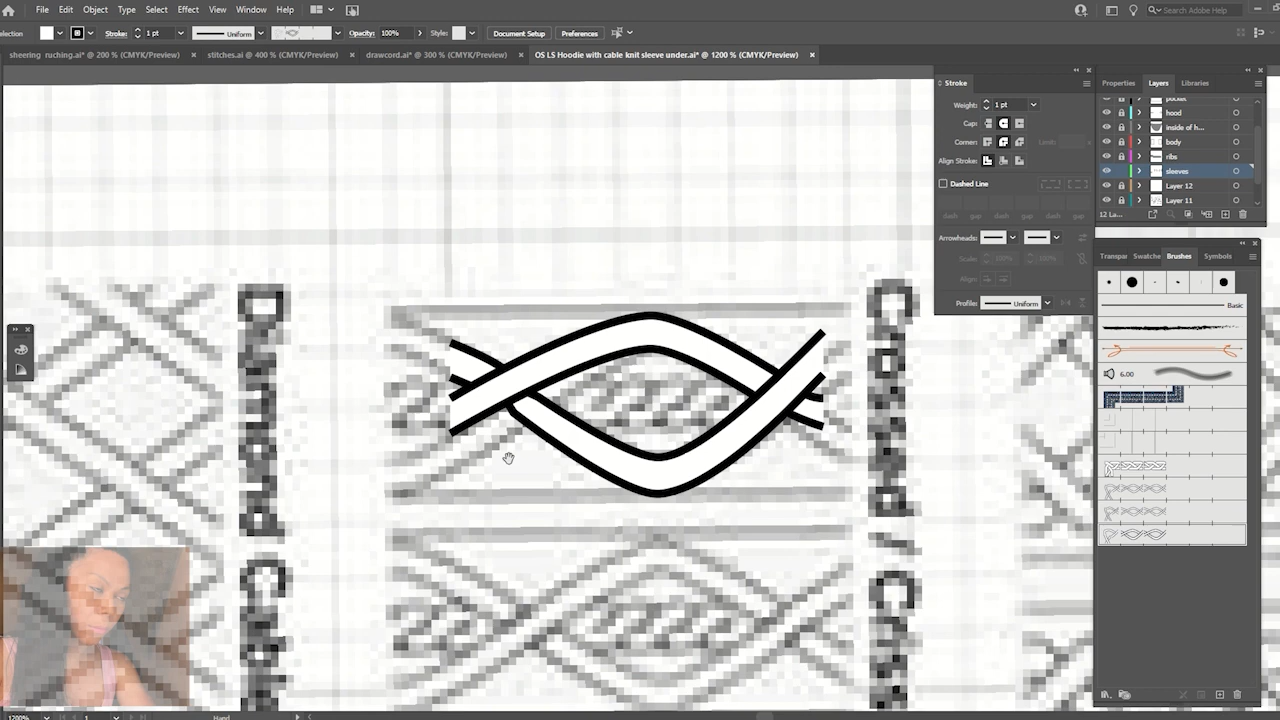 File Edit Object Type Select Effect View Window Help
Search Adobe Help
Stroke: 1 pt Uniform Opacity: 100% Style: Document Setup Preferences
sheering ruching.ai* @ 200 % (CMYK/Preview) × stitches.ai @ 400 % (CMYK/Preview) × drawcord.ai* @ 300 % (CMYK/Preview) × OS LS Hoodie with cable knit sleeve under.ai* @ 1200 % (CMYK/Preview) ×
Stroke
Weight: 1 pt
Cap:
Corner: Limit:
Align Stroke:
Dashed Line
dash gap dash gap dash gap
Arrowheads:
Scale: 100% 100%
Align:
Profile: Uniform
Properties Layers Libraries
pocket
hood
inside of h...
body
ribs
sleeves
Layer 12
Layer 11
12 La...
Transpar Swatche Brushes Symbols
Basic
6.00
1200% 1 Hand